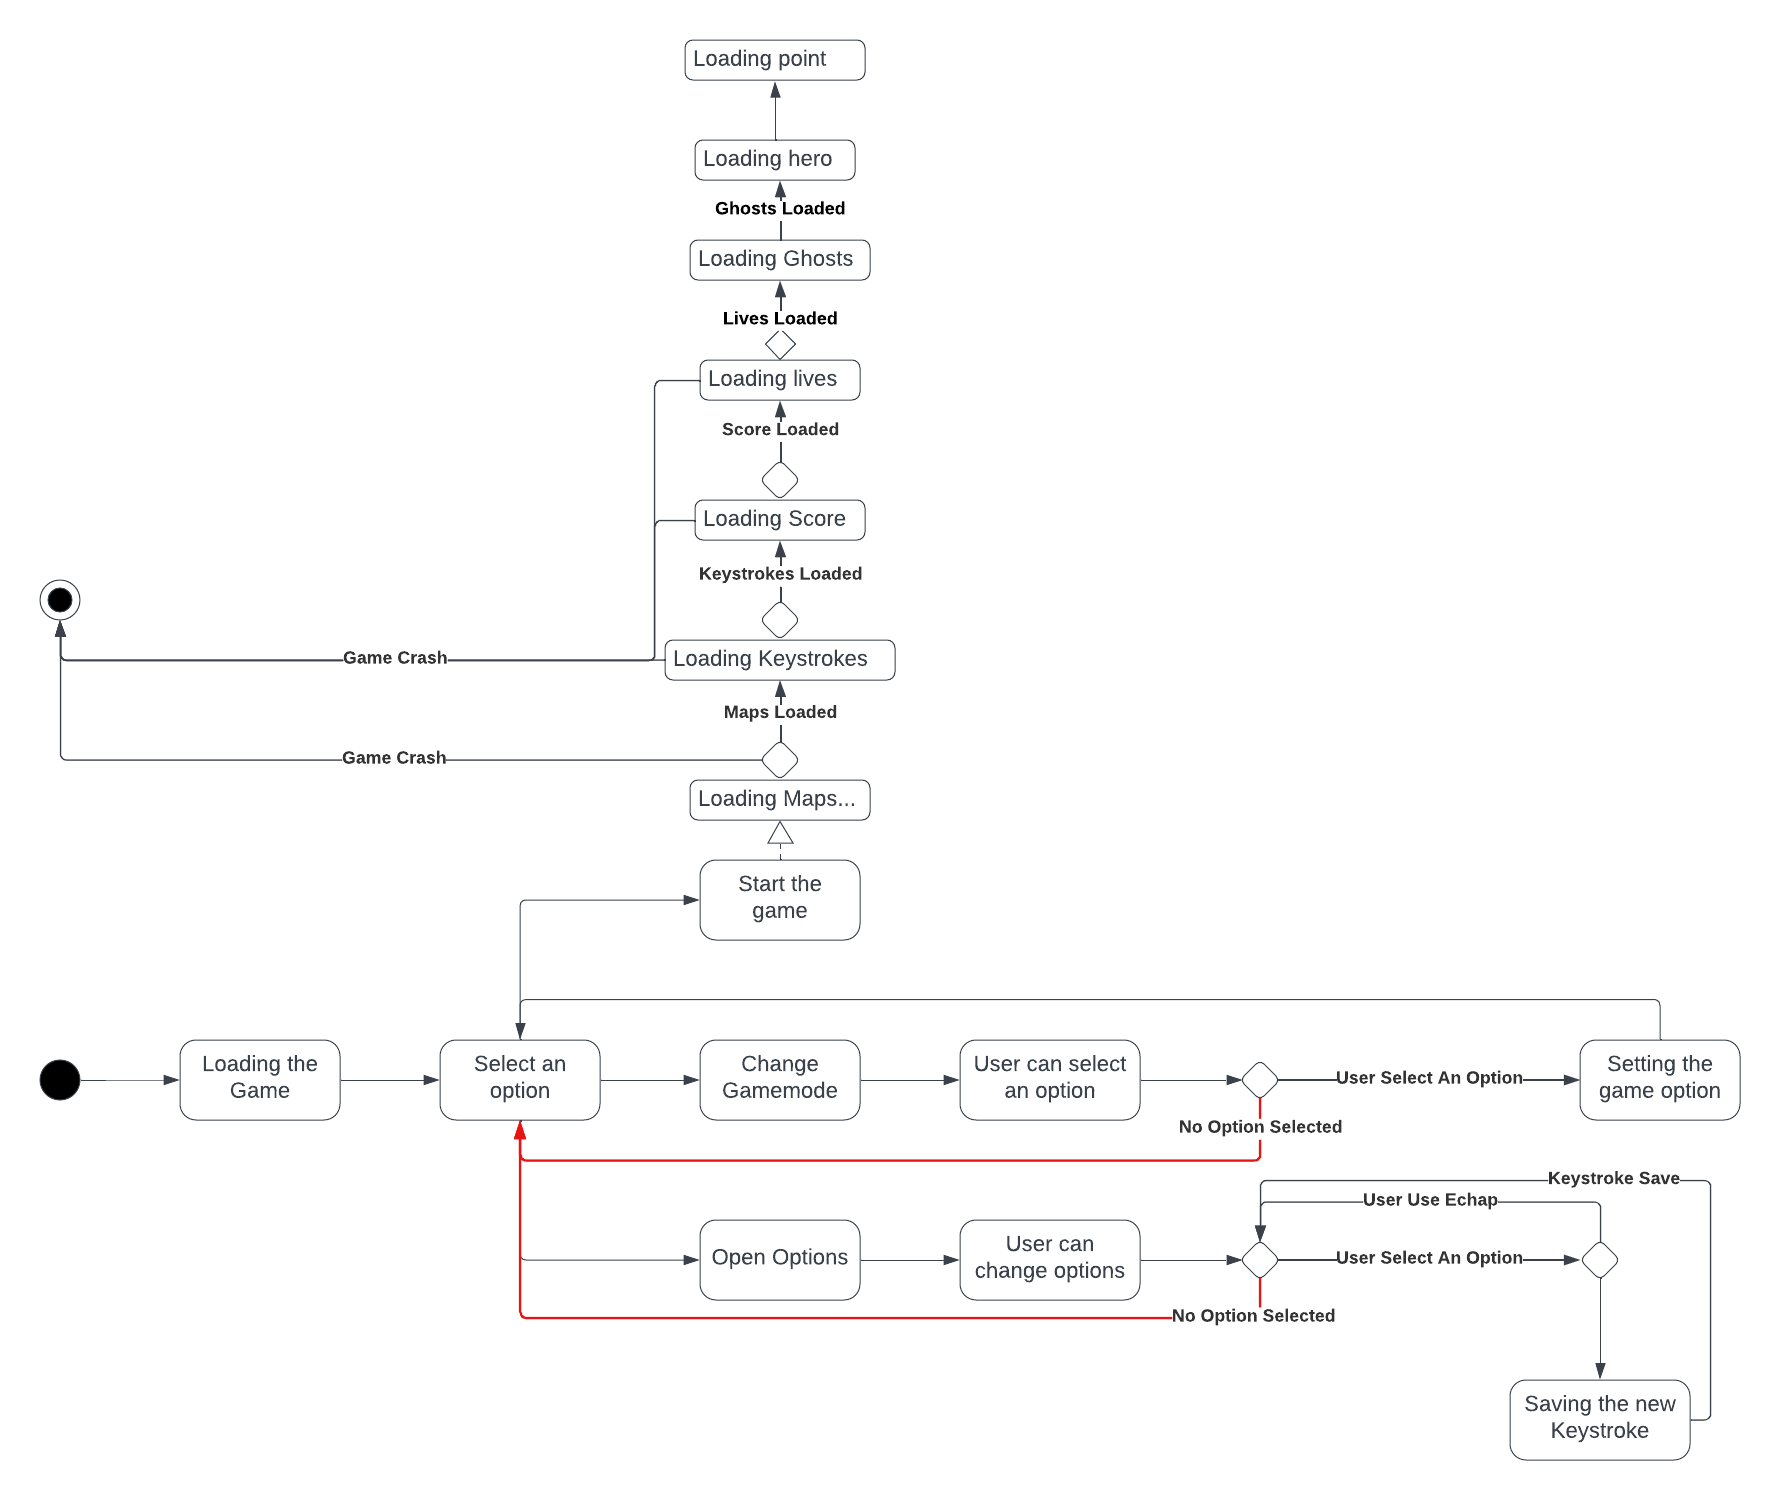 Loading point
Loading hero
Ghosts Loaded
Loading Ghosts
Lives Loaded
Loading lives
Score Loaded
Loading Score
Keystrokes Loaded
Game Crash
Loading Keystrokes
Maps Loaded
Game Crash
Loading Maps...
Start the
game
Loading the
Game
Select an
option
Change
Gamemode
User can select
an option
User Select An Option
Setting the
game option
No Option Selected
Keystroke Save
User Use Echap
Open Options
User can
change options
User Select An Option
No Option Selected
Saving the new
Keystroke